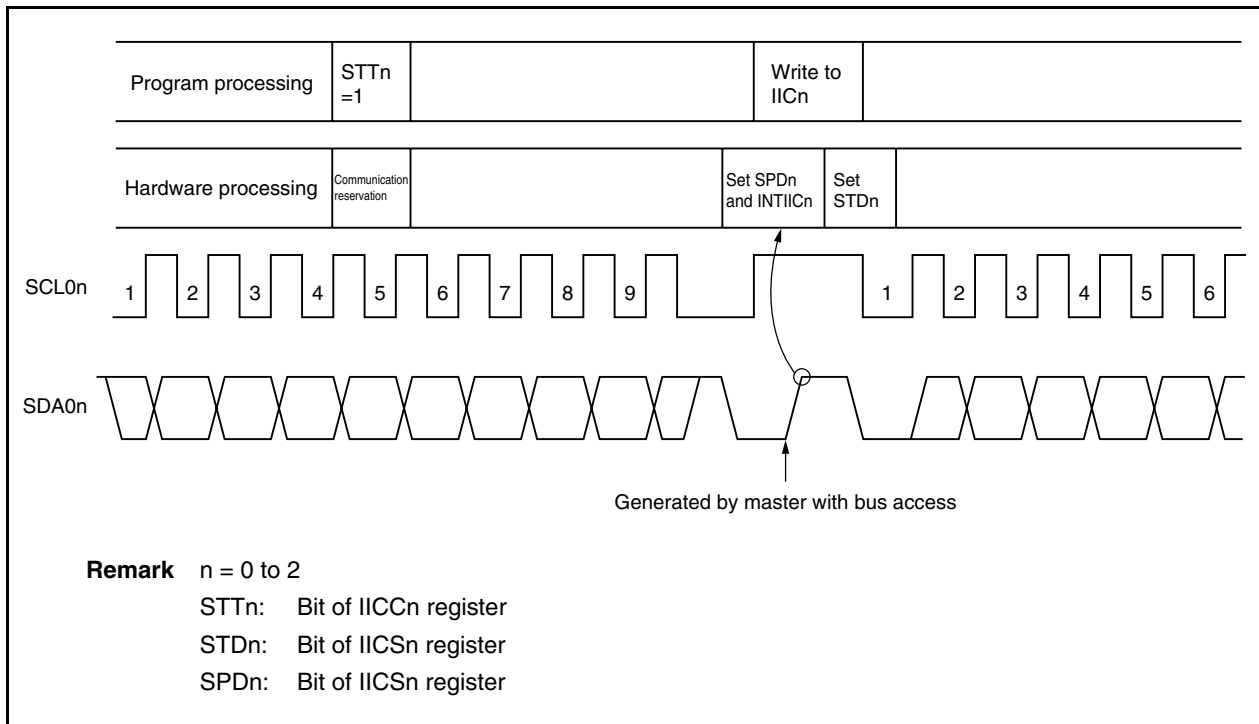 Program processing
STTn
=1
Write to
IICn
Hardware processing
Communication
reservation
Set SPDn
and INTIICn
Set
STDn
SCL0n
1 2 3 4 5 6 7 8 9 1 2 3 4 5 6
SDA0n
Generated by master with bus access
Remark n = 0 to 2
STTn: Bit of IICCn register
STDn: Bit of IICSn register
SPDn: Bit of IICSn register